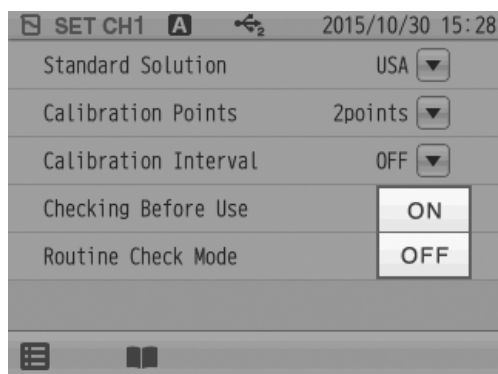 SET CH1 A 2 2015/10/30 15:28
Standard Solution USA
Calibration Points 2points
Calibration Interval OFF
Checking Before Use ON
Routine Check Mode OFF